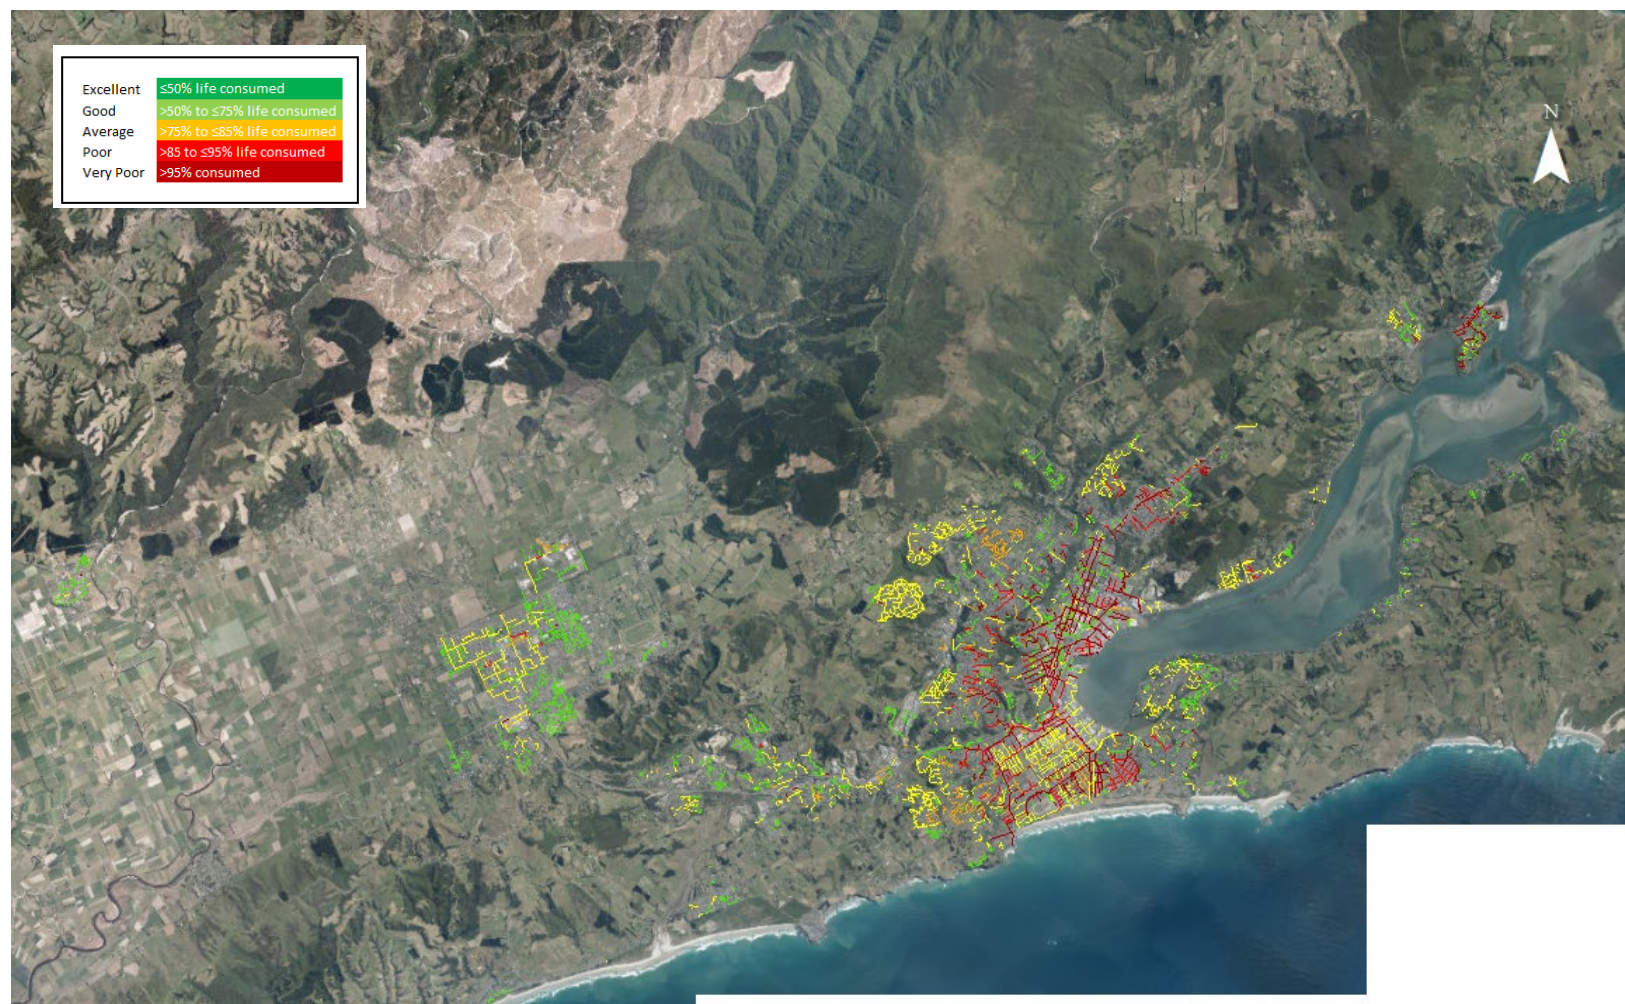 Excellent ≤50% life consumed
Good >50% to ≤75% life consumed
Average >75% to ≤85% life consumed
Poor >85 to ≤95% life consumed
Very Poor >95% consumed
N